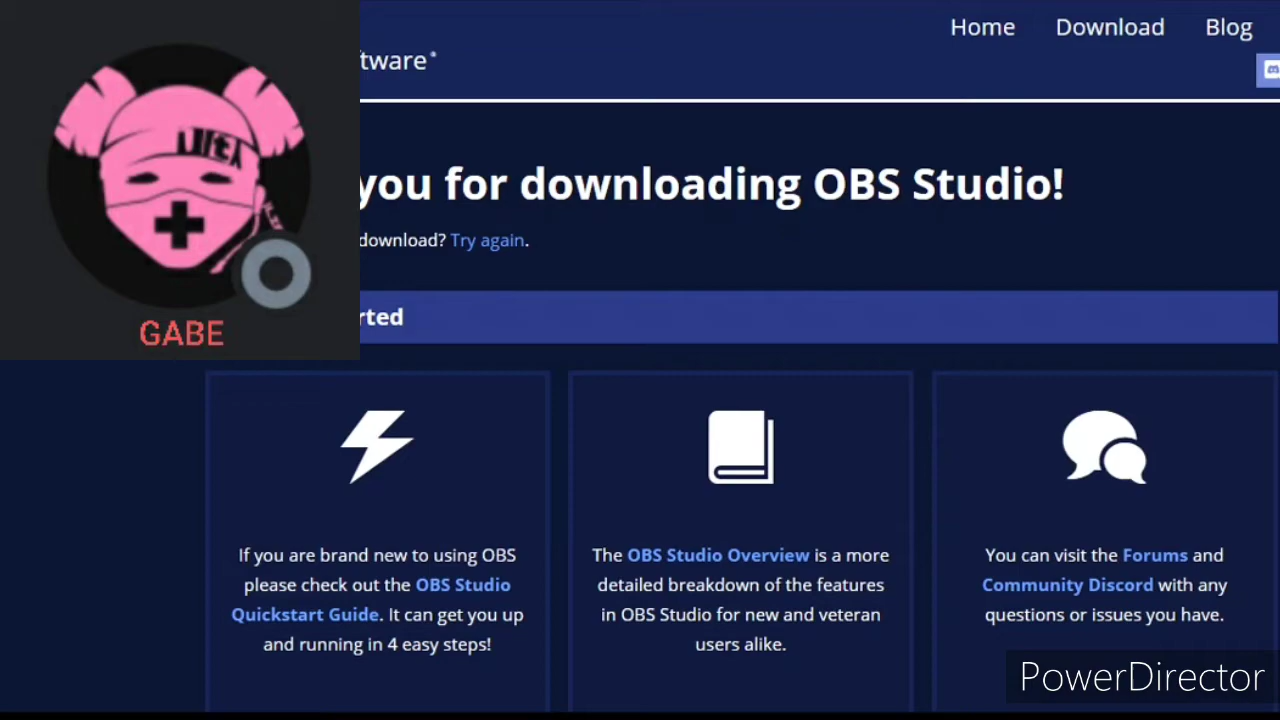 Home Download Blog
tware
you for downloading OBS Studio!
download? Try again.
rted
GABE
If you are brand new to using OBS
please check out the OBS Studio
Quickstart Guide. It can get you up
and running in 4 easy steps!
The OBS Studio Overview is a more
detailed breakdown of the features
in OBS Studio for new and veteran
users alike.
You can visit the Forums and
Community Discord with any
questions or issues you have.
PowerDirector